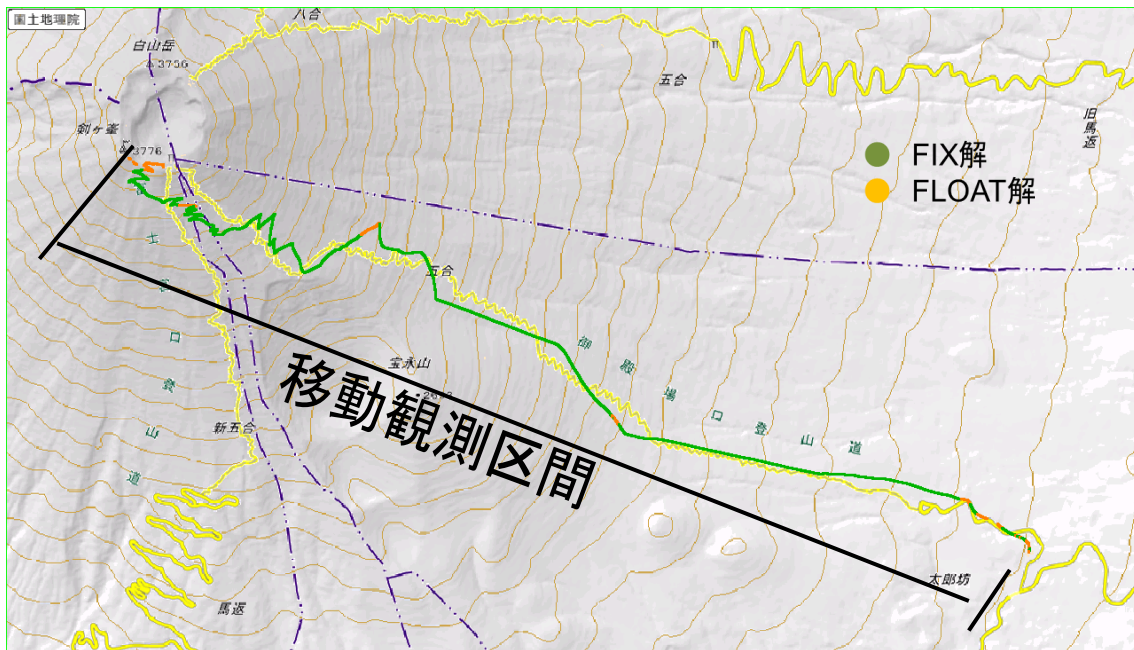 国土地理院
八合
白山岳
3756
五合
旧馬返
剣ヶ峯
3776
FIX解
FLOAT解
五合
御殿場口登山道
宝永山
移動観測区間
口登山道
新五合
太郎坊
馬返